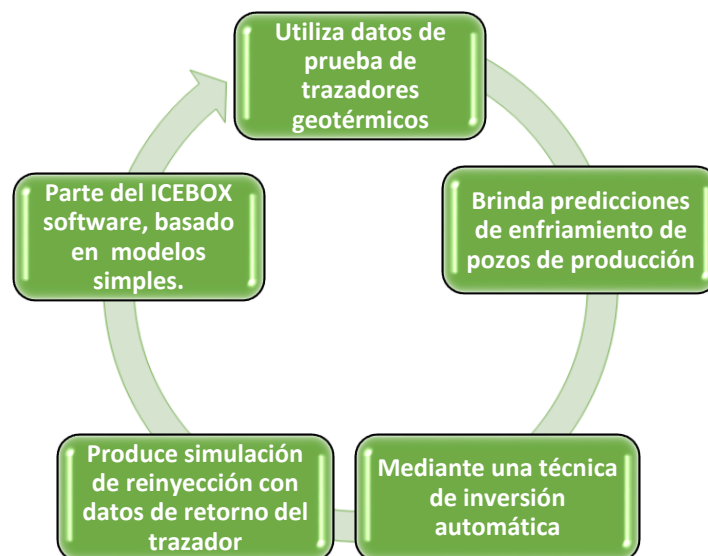 Utiliza datos de
prueba de
trazadores
geotérmicos
Brinda predicciones
de enfriamiento de
pozos de producción
Mediante una técnica
de inversión
automática
Produce simulación
de reinyección con
datos de retorno del
trazador
Parte del ICEBOX
software, basado
en modelos
simples.